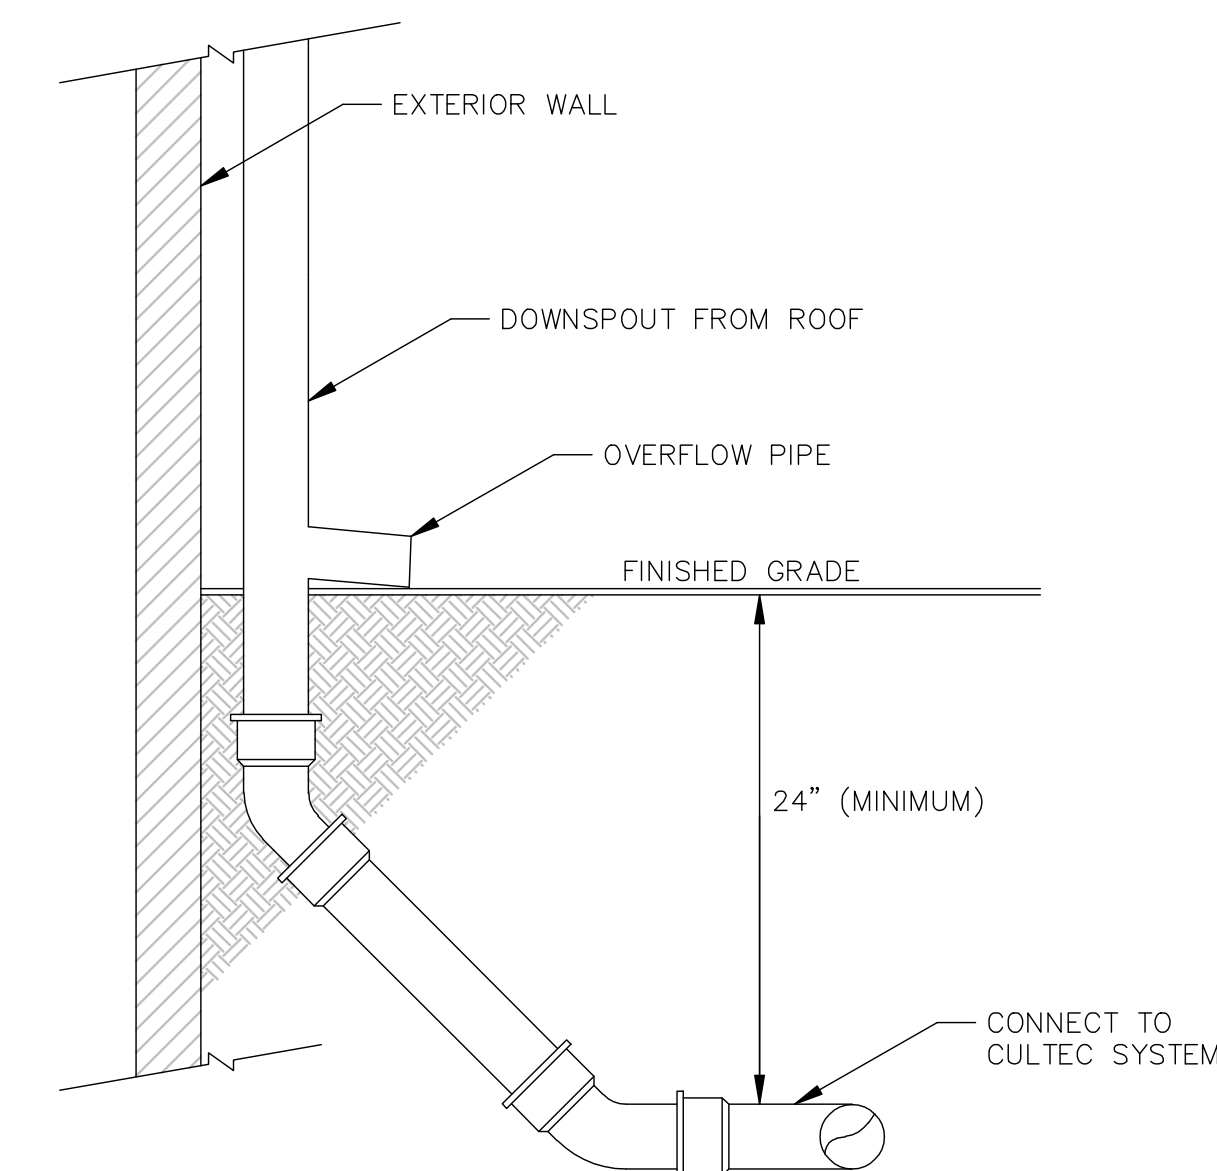 EXTERIOR WALL
DOWNSPOUT FROM ROOF
OVERFLOW PIPE
FINISHED GRADE
24” (MINIMUM)
CONNECT TO
CULTEC SYSTEM